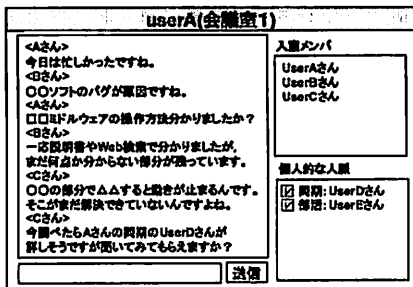 userA(会議室1)
<Aさん>
今日は忙しかったですね。
<Bさん>
〇〇ソフトのバグが原因ですね。
<Aさん>
□□ミドルウェアの操作方法分かりましたか？
<Bさん>
一応説明書やWeb検索で分かりましたが、
まだ何点か分からない部分が残っています。
<Cさん>
〇〇の部分で△△すると動きが止まるんです。
そこがまだ解決できていないんですよね。
<Cさん>
今調べたらAさんの同期のUserDさんが
詳しそうですが聞いてみてもらえますか？
送信
入室メンバ
UserAさん
UserBさん
UserCさん
個人的な人脈
同期: UserDさん
部活: UserEさん